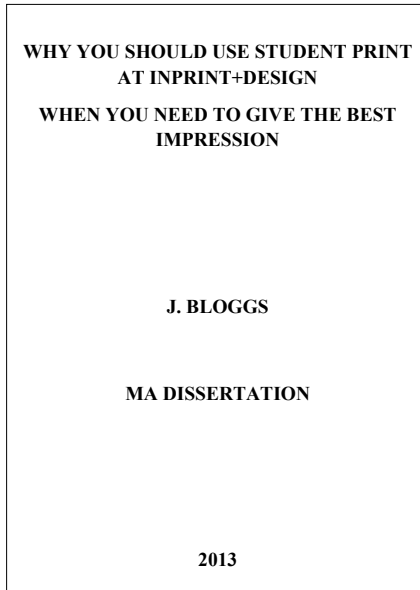 WHY YOU SHOULD USE STUDENT PRINT
AT INPRINT+DESIGN
WHEN YOU NEED TO GIVE THE BEST
IMPRESSION
J. BLOGGS
MA DISSERTATION
2013